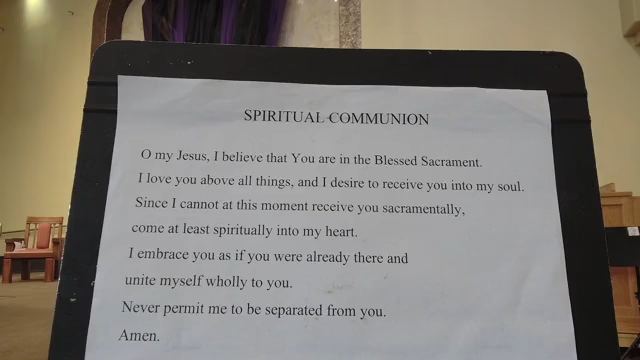 SPIRITUAL COMMUNION
O my Jesus, I believe that You are in the Blessed Sacrament.
I love you above all things, and I desire to receive you into my soul.
Since I cannot at this moment receive you sacramentally,
come at least spiritually into my heart.
I embrace you as if you were already there and
unite myself wholly to you.
Never permit me to be separated from you.
Amen.